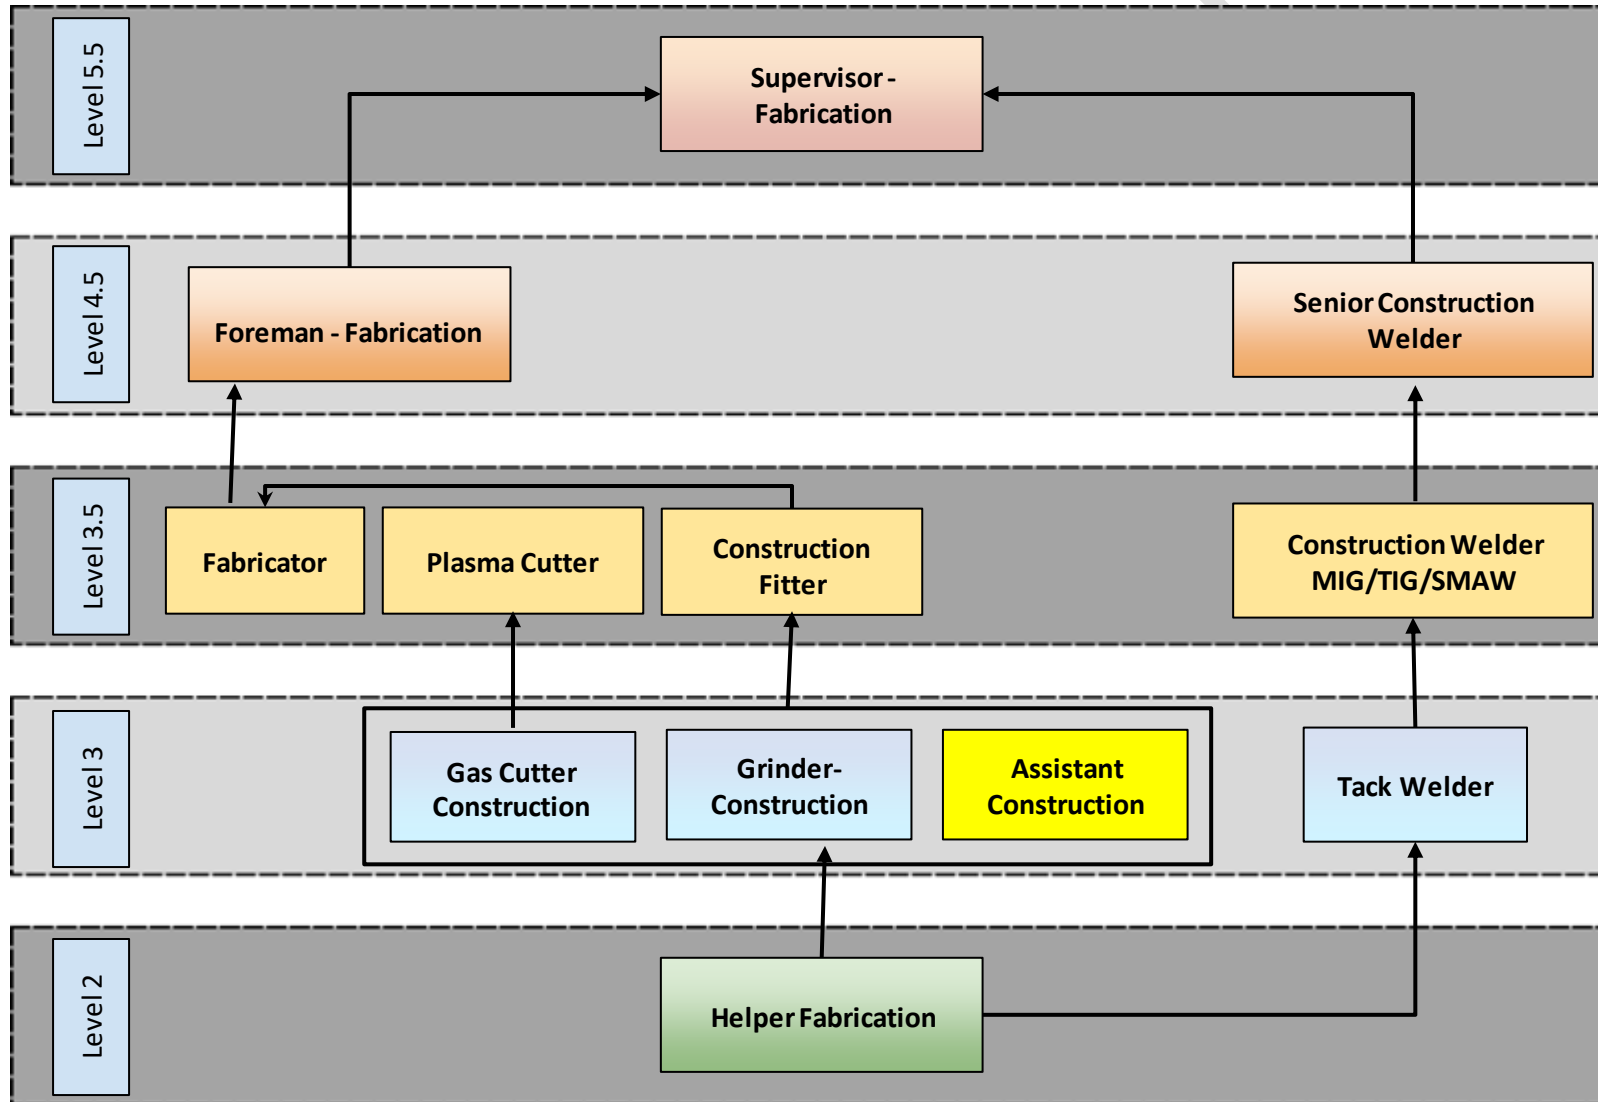 Level 5.5
Supervisor -
Fabrication
Level 4.5
Foreman - Fabrication
Senior Construction
Welder
Level 3.5
Fabricator
Plasma Cutter
Construction
Fitter
Construction Welder
MIG/TIG/SMAW
Level 3
Gas Cutter
Construction
Grinder-
Construction
Assistant
Construction
Tack Welder
Level 2
Helper Fabrication